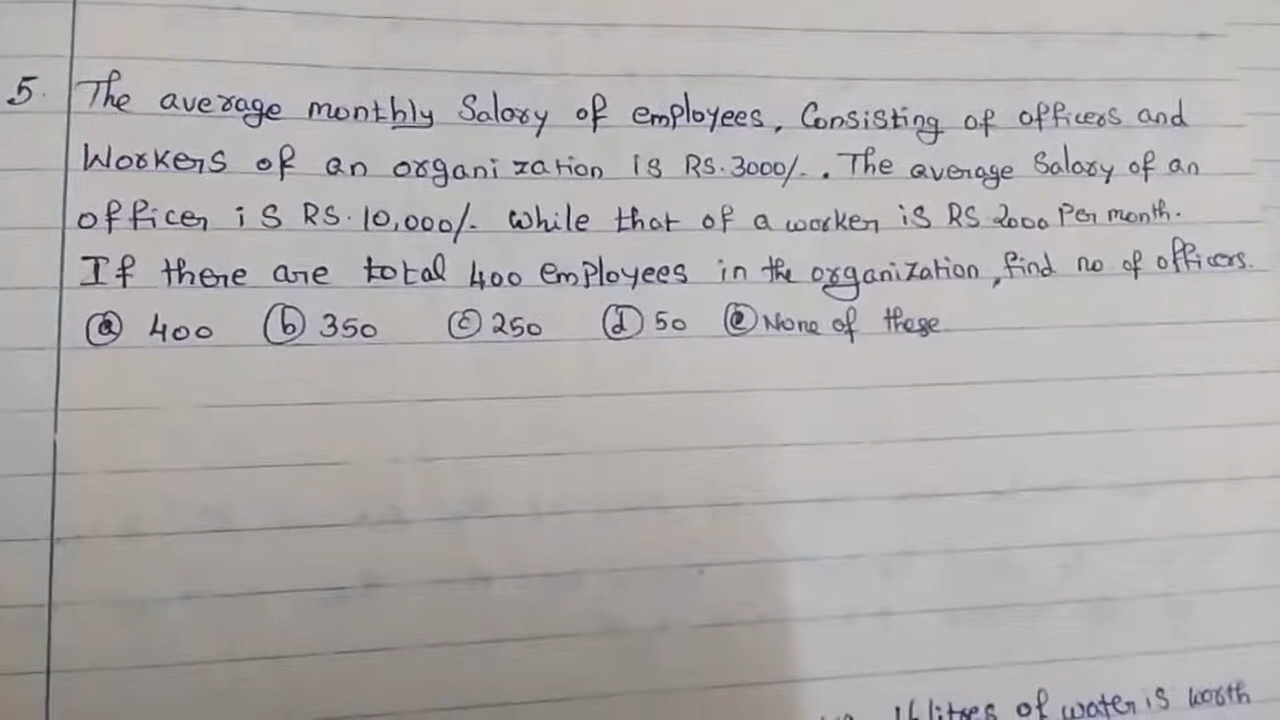 5. The average monthly Salary of employees, Consisting of officers and
Workers of an organization is RS.3000/-. The average Salary of an
officer is RS.10,000/- while that of a worker is RS 2000 Per month.
If there are total 400 employees in the organization, find no of officers.
(a) 400 (b) 350 (c) 250 (d) 50 (e) None of these
16 litres of water is worth